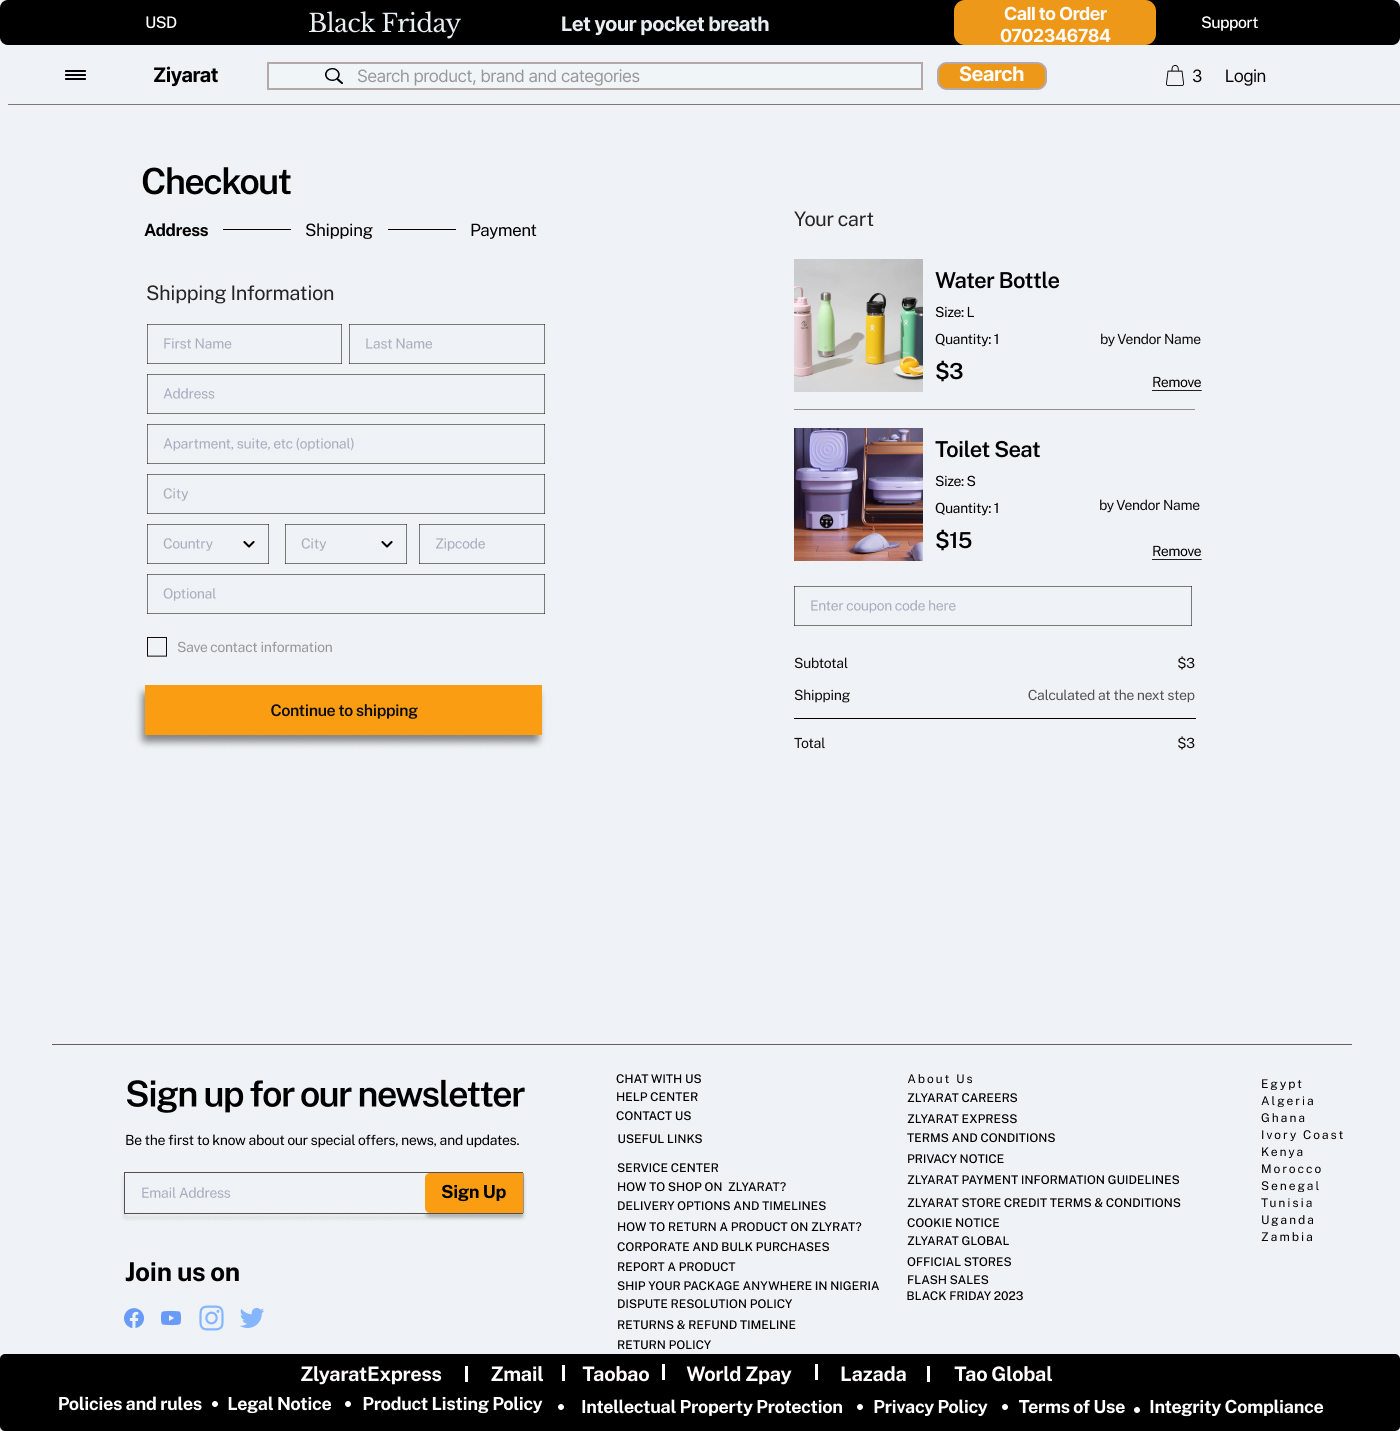 USD
Black Friday
Let your pocket breath
Call to Order
0702346784
Support
Ziyarat
Search product, brand and categories
Search
3
Login
Checkout
Address
Shipping
Payment
Shipping Information
First Name
Last Name
Address
Apartment, suite, etc (optional)
City
Country
City
Zipcode
Optional
Save contact information
Continue to shipping
Your cart
Water Bottle
Size: L
Quantity: 1
by Vendor Name
$3
Remove
Toilet Seat
Size: S
Quantity: 1
by Vendor Name
$15
Remove
Enter coupon code here
Subtotal
$3
Shipping
Calculated at the next step
Total
$3
Sign up for our newsletter
Be the first to know about our special offers, news, and updates.
Email Address
Sign Up
Join us on
CHAT WITH US
HELP CENTER
CONTACT US
USEFUL LINKS
SERVICE CENTER
HOW TO SHOP ON ZLYARAT?
DELIVERY OPTIONS AND TIMELINES
HOW TO RETURN A PRODUCT ON ZLYRAT?
CORPORATE AND BULK PURCHASES
REPORT A PRODUCT
SHIP YOUR PACKAGE ANYWHERE IN NIGERIA
DISPUTE RESOLUTION POLICY
RETURNS & REFUND TIMELINE
RETURN POLICY
About Us
ZLYARAT CAREERS
ZLYARAT EXPRESS
TERMS AND CONDITIONS
PRIVACY NOTICE
ZLYARAT PAYMENT INFORMATION GUIDELINES
ZLYARAT STORE CREDIT TERMS & CONDITIONS
COOKIE NOTICE
ZLYARAT GLOBAL
OFFICIAL STORES
FLASH SALES
BLACK FRIDAY 2023
Egypt
Algeria
Ghana
Ivory Coast
Kenya
Morocco
Senegal
Tunisia
Uganda
Zambia
ZlyaratExpress | Zmail | Taobao | World Zpay | Lazada | Tao Global
Policies and rules • Legal Notice • Product Listing Policy • Intellectual Property Protection • Privacy Policy • Terms of Use • Integrity Compliance